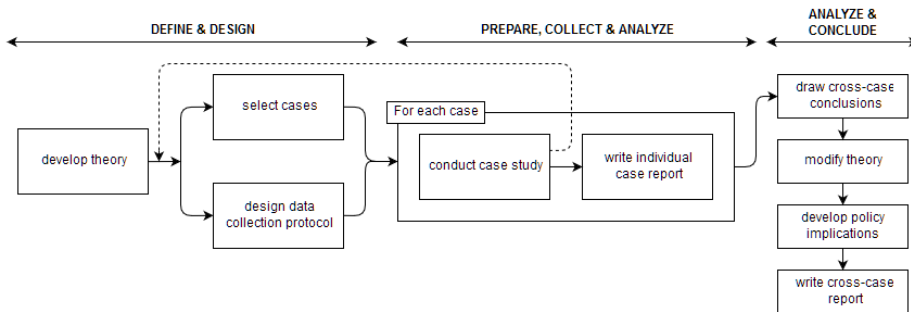 DEFINE & DESIGN
PREPARE, COLLECT & ANALYZE
ANALYZE &
CONCLUDE
develop theory
select cases
design data
collection protocol
For each case
conduct case study
write individual
case report
draw cross-case
conclusions
modify theory
develop policy
implications
write cross-case
report